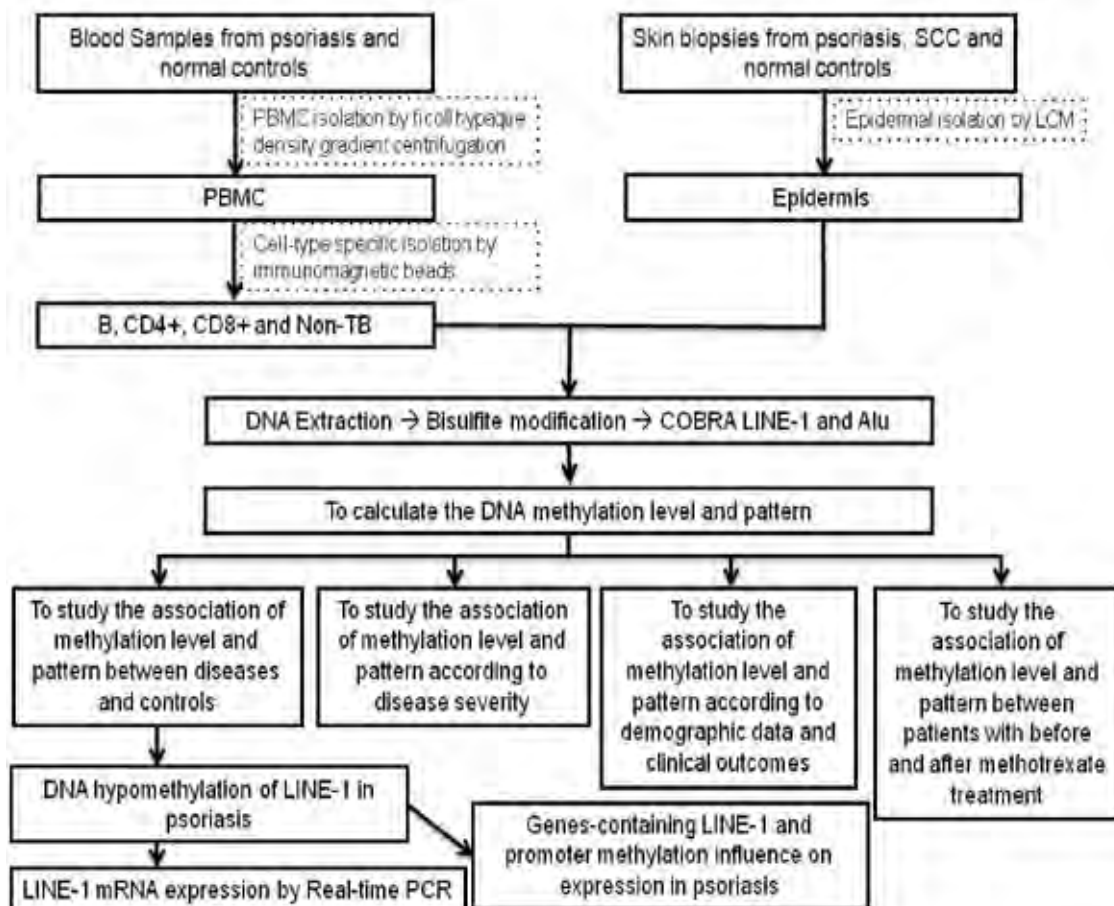 Blood Samples from psoriasis and
normal controls
Skin biopsies from psoriasis, SCC and
normal controls
PBMC isolation by ficoll hypaque
density gradient centrifugation
Epidermal isolation by LCM
PBMC
Epidermis
Cell-type specific isolation by
immunomagnetic beads
B, CD4+, CD8+ and Non-TB
DNA Extraction → Bisulfite modification → COBRA LINE-1 and Alu
To calculate the DNA methylation level and pattern
To study the association of
methylation level and
pattern between diseases
and controls
To study the association
of methylation level and
pattern according to
disease severity
To study the
association of
methylation level and
pattern according to
demographic data and
clinical outcomes
To study the
association of
methylation level and
pattern between
patients with before
and after methotrexate
treatment
DNA hypomethylation of LINE-1 in
psoriasis
Genes-containing LINE-1 and
promoter methylation influence on
expression in psoriasis
LINE-1 mRNA expression by Real-time PCR